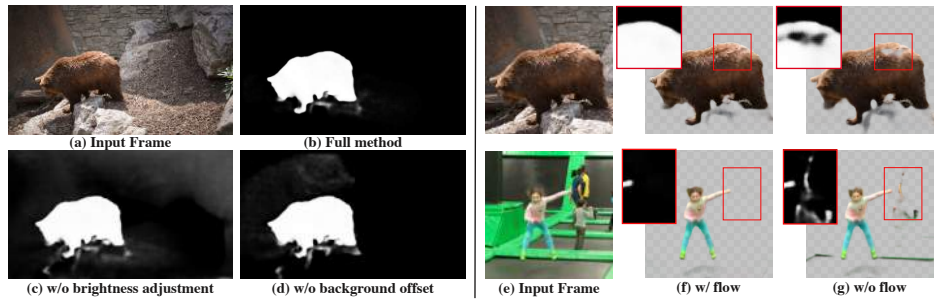 (a) Input Frame
(b) Full method
(c) w/o brightness adjustment
(d) w/o background offset
(e) Input Frame
(f) w/ flow
(g) w/o flow